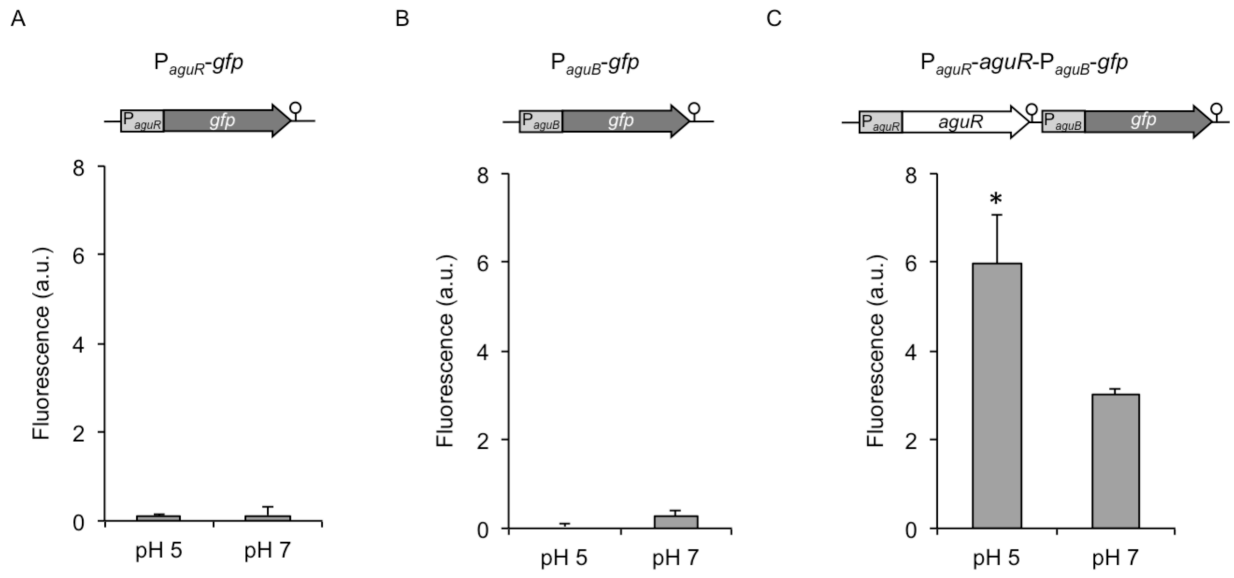 A
PaguR-gfp
PaguR gfp
8
6
4
2
0
Fluorescence (a.u.)
pH 5 pH 7
B
PaguB-gfp
PaguB gfp
8
6
4
2
0
Fluorescence (a.u.)
pH 5 pH 7
C
PaguR-aguR-PaguB-gfp
PaguR aguR PaguB gfp
8
6
4
2
0
Fluorescence (a.u.)
*
pH 5 pH 7